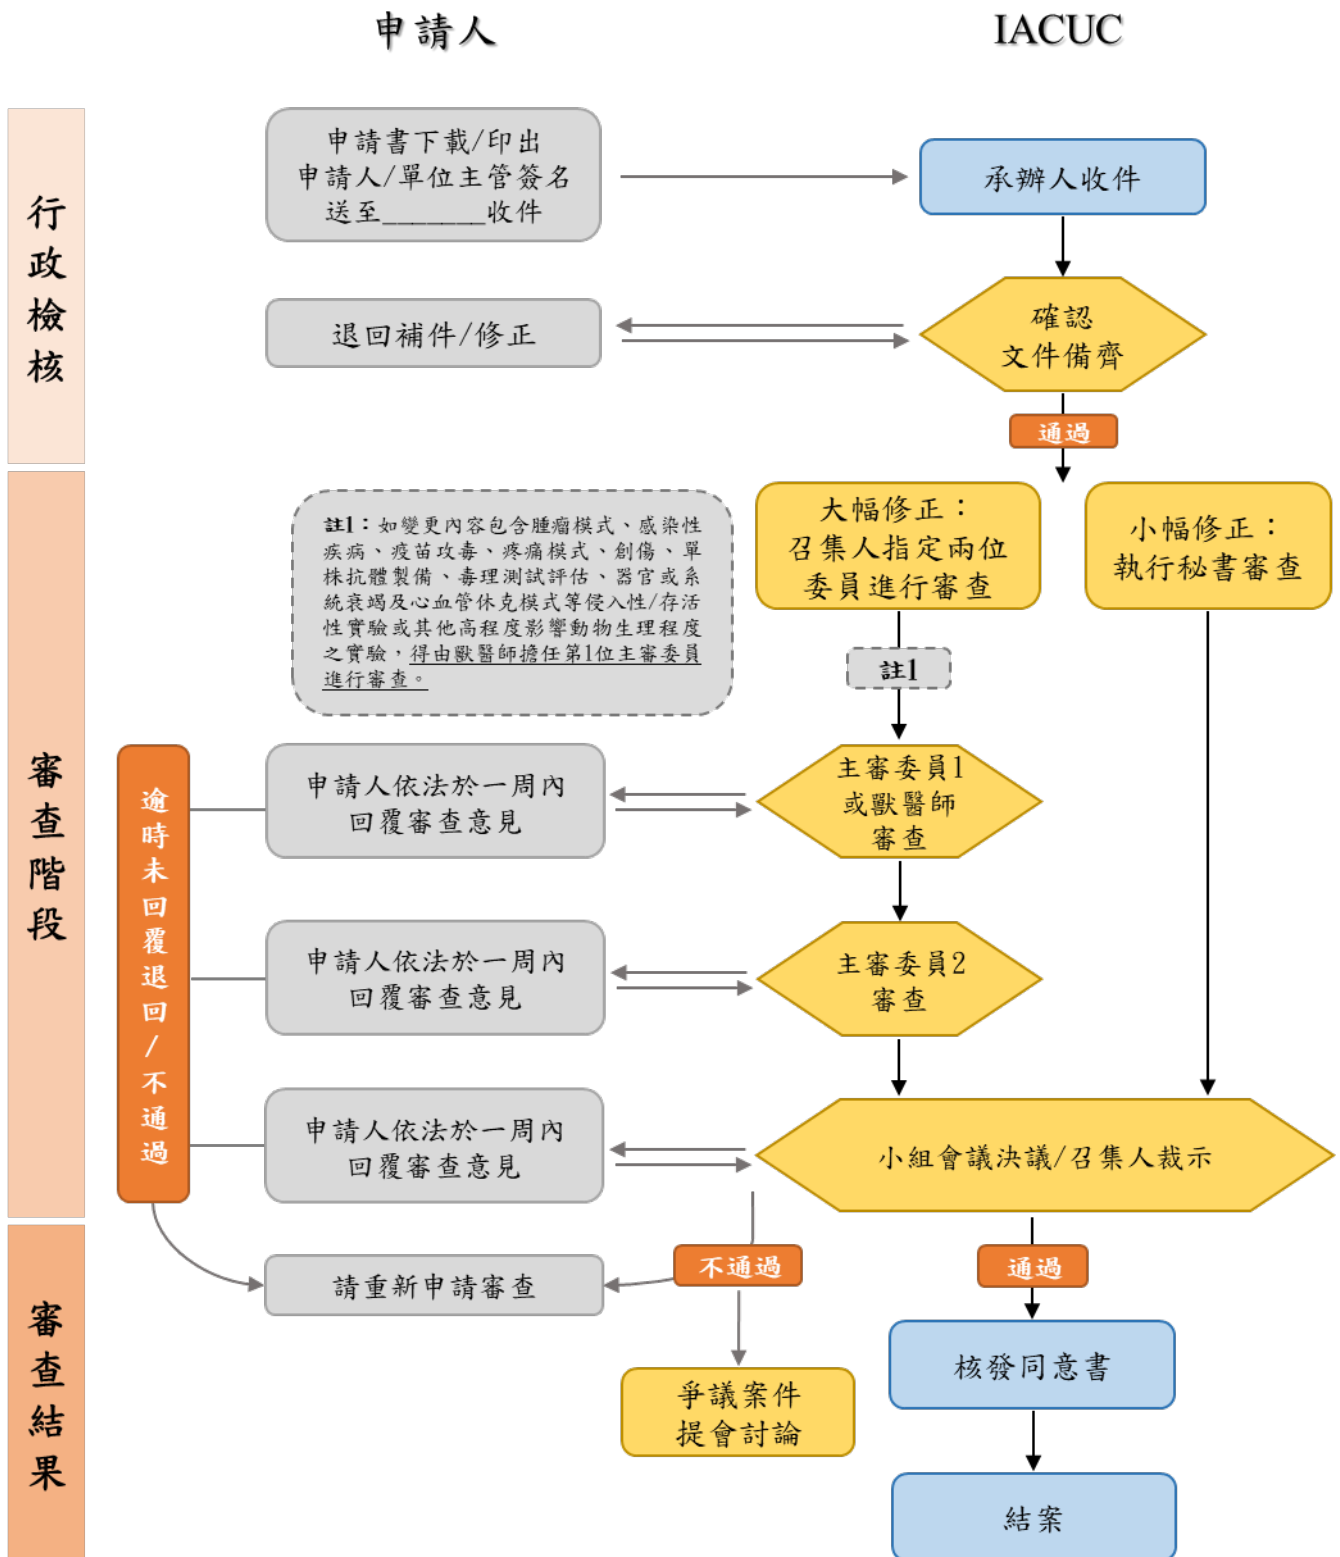 申請人
IACUC
行政檢核
申請書下載/印出
申請人/單位主管簽名
送至_______收件
承辦人收件
退回補件/修正
確認
文件備齊
通過
審查階段
註1：如變更內容包含腫瘤模式、感染性
疾病、疫苗攻毒、疼痛模式、創傷、單
株抗體製備、毒理測試評估、器官或系
統衰竭及心血管休克模式等侵入性/存活
性實驗或其他高程度影響動物生理程度
之實驗，得由獸醫師擔任第1位主審委員
進行審查。
大幅修正：
召集人指定兩位
委員進行審查
小幅修正：
執行秘書審查
註1
逾時未回覆退回/不通過
申請人依法於一周內
回覆審查意見
主審委員1
或獸醫師
審查
申請人依法於一周內
回覆審查意見
主審委員2
審查
申請人依法於一周內
回覆審查意見
小組會議決議/召集人裁示
審查結果
請重新申請審查
不通過
通過
爭議案件
提會討論
核發同意書
結案